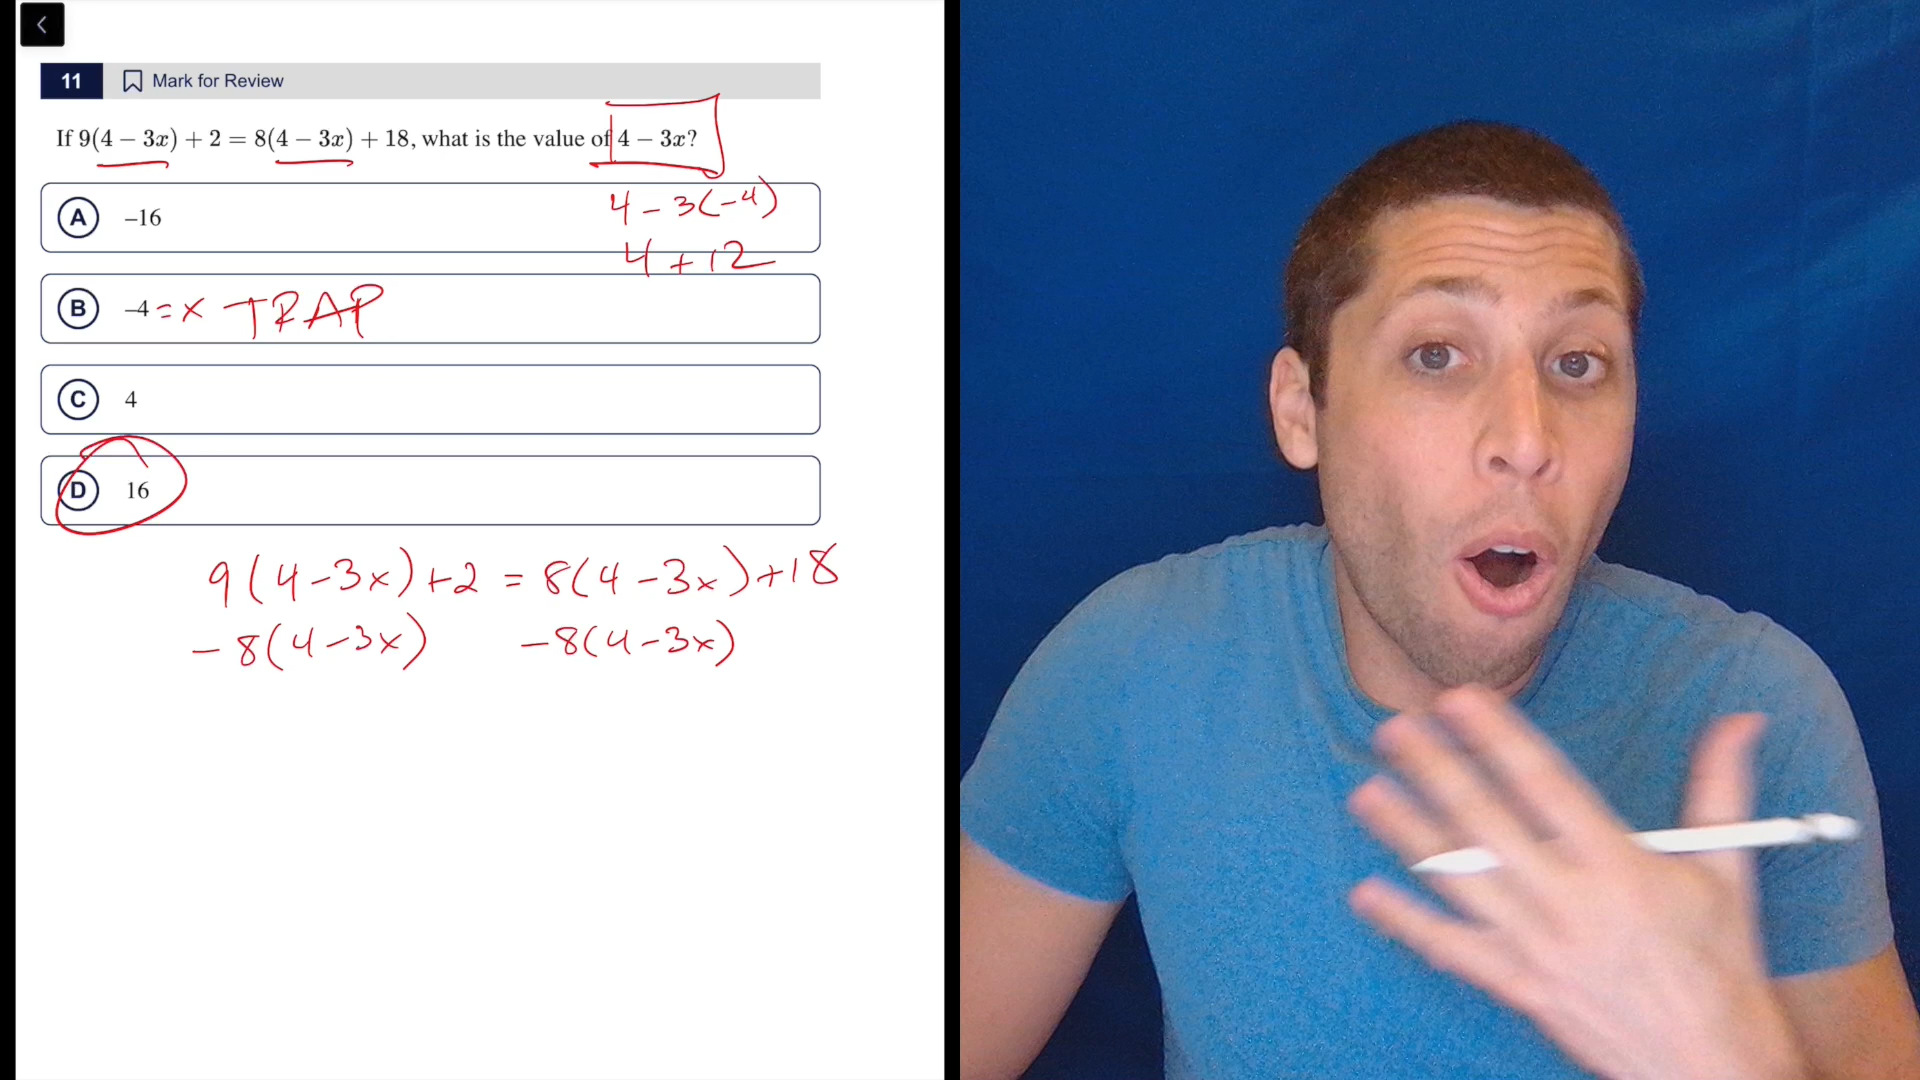 11 Mark for Review
If 9(4 − 3x) + 2 = 8(4 − 3x) + 18, what is the value of 4 − 3x?
A −16
4 - 3(-4)
4 + 12
B −4 = x TRAP
C 4
D 16
9(4-3x)+2 = 8(4-3x)+18
-8(4-3x) -8(4-3x)